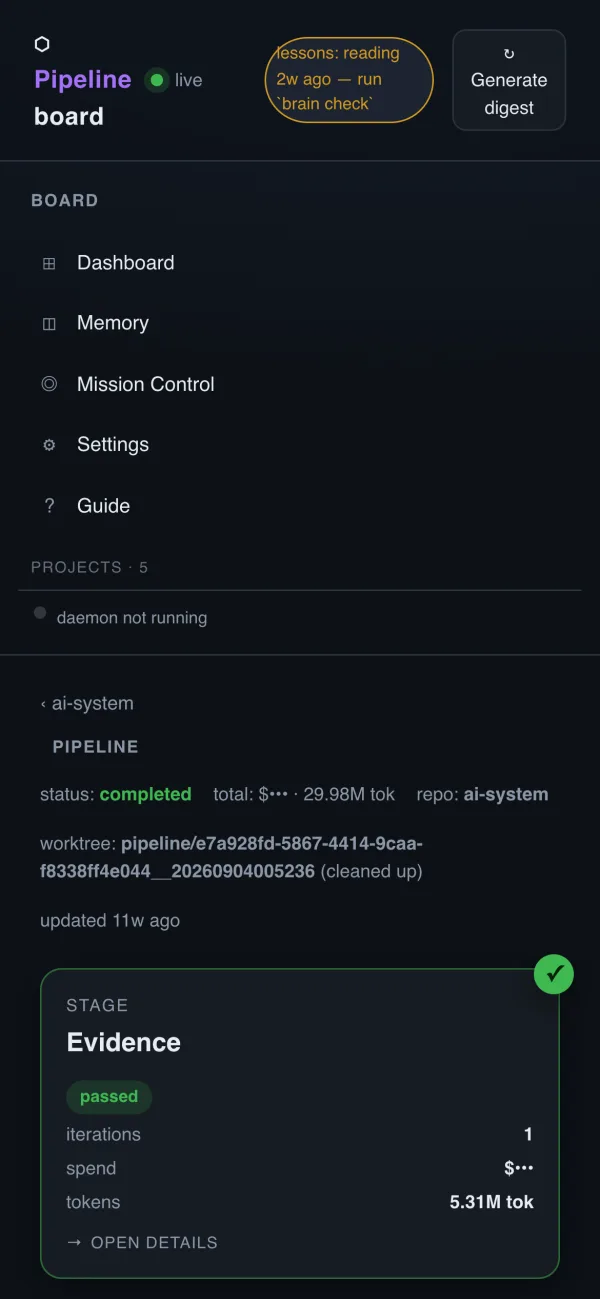 Pipeline board
live
lessons: reading
2w ago — run
`brain check`
↻
Generate
digest
BOARD
Dashboard
Memory
Mission Control
Settings
? Guide
PROJECTS · 5
daemon not running
‹ ai-system
PIPELINE
status: completed total: $••• · 29.98M tok repo: ai-system
worktree: pipeline/e7a928fd-5867-4414-9caa-
f8338ff4e044__20260904005236 (cleaned up)
updated 11w ago
STAGE
Evidence
passed
iterations 1
spend $•••
tokens 5.31M tok
→ OPEN DETAILS